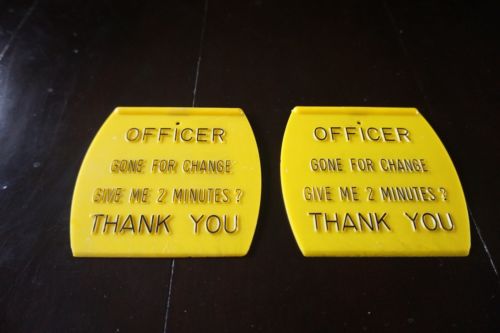 OFFICER
GONE FOR CHANGE
GIVE ME 2 MINUTES?
THANK YOU
OFFICER
GONE FOR CHANGE
GIVE ME 2 MINUTES?
THANK YOU